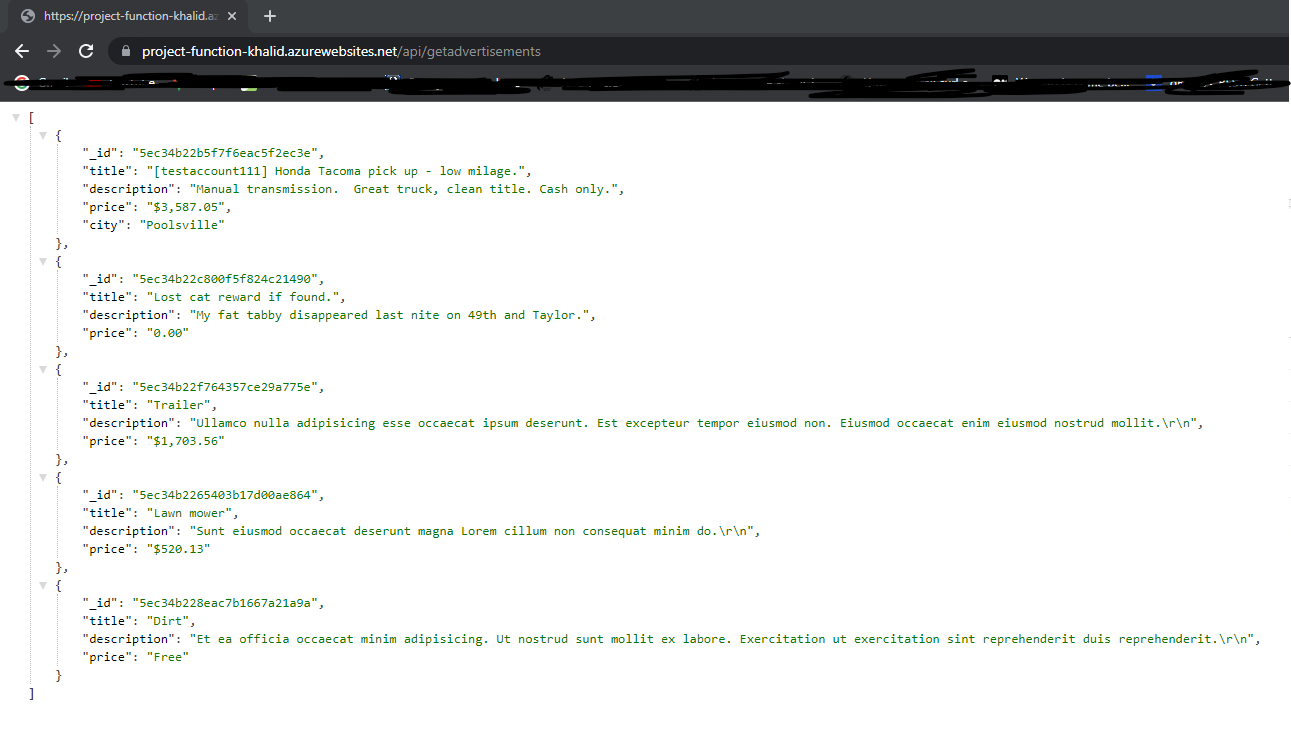 https://project-function-khalid.az
project-function-khalid.azurewebsites.net/api/getadvertisements
[
{
"_id": "5ec34b22b5f7f6eac5f2ec3e",
"title": "[testaccount111] Honda Tacoma pick up - low milage.",
"description": "Manual transmission.  Great truck, clean title. Cash only.",
"price": "$3,587.05",
"city": "Poolsville"
},
{
"_id": "5ec34b22c800f5f824c21490",
"title": "Lost cat reward if found.",
"description": "My fat tabby disappeared last nite on 49th and Taylor.",
"price": "0.00"
},
{
"_id": "5ec34b22f764357ce29a775e",
"title": "Trailer",
"description": "Ullamco nulla adipisicing esse occaecat ipsum deserunt. Est excepteur tempor eiusmod non. Eiusmod occaecat enim eiusmod nostrud mollit.\r\n",
"price": "$1,703.56"
},
{
"_id": "5ec34b2265403b17d00ae864",
"title": "Lawn mower",
"description": "Sunt eiusmod occaecat deserunt magna Lorem cillum non consequat minim do.\r\n",
"price": "$520.13"
},
{
"_id": "5ec34b228eac7b1667a21a9a",
"title": "Dirt",
"description": "Et ea officia occaecat minim adipisicing. Ut nostrud sunt mollit ex labore. Exercitation ut exercitation sint reprehenderit duis reprehenderit.\r\n",
"price": "Free"
}
]